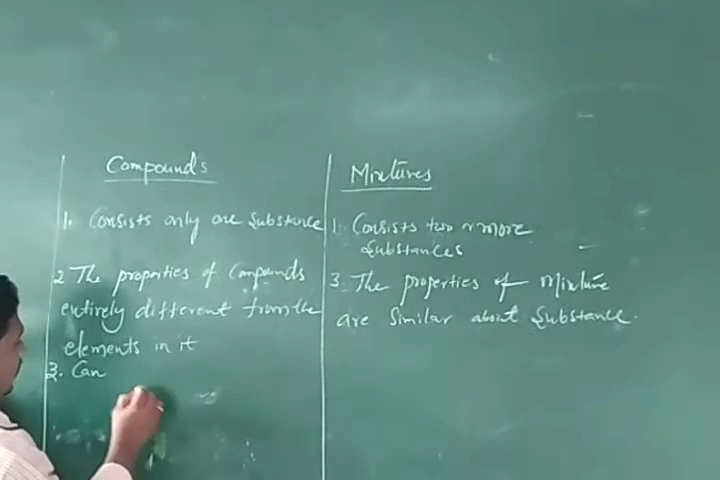 Compounds
1. Consists only one Substance
2 The properties of Compounds
entirely different from the
elements in it
3. Can
Mixtures
1. Consists two or more
Substances
3. The properties of Mixture
are Similar about Substance.